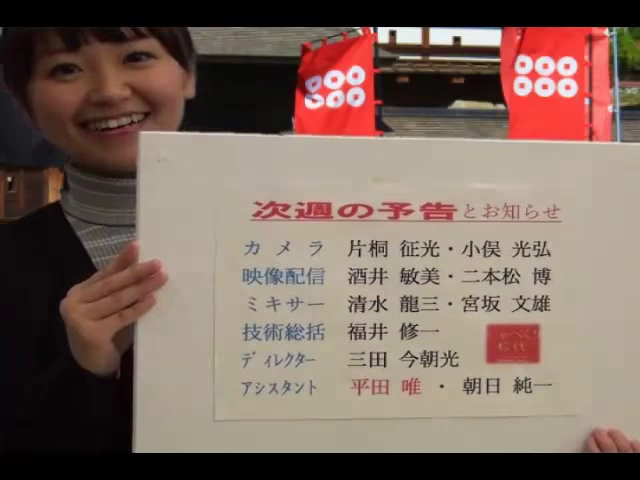 次週の予告とお知らせ
カメラ 片桐 征光・小俣 光弘
映像配信 酒井 敏美・二本松 博
ミキサー 清水 龍三・宮坂 文雄
技術総括 福井 修一
ディレクター 三田 今朝光
アシスタント 平田 唯 ・ 朝日 純一